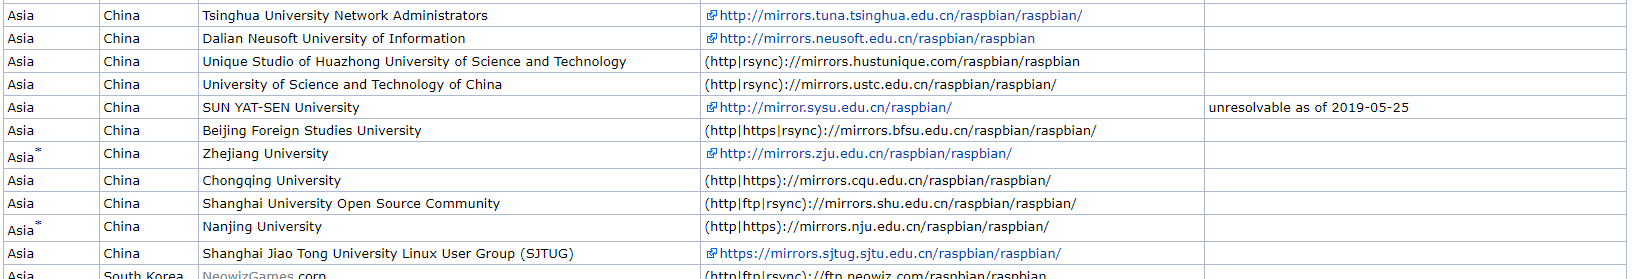 Asia China Tsinghua University Network Administrators http://mirrors.tuna.tsinghua.edu.cn/raspbian/raspbian/
Asia China Dalian Neusoft University of Information http://mirrors.neusoft.edu.cn/raspbian/raspbian
Asia China Unique Studio of Huazhong University of Science and Technology (http|rsync)://mirrors.hustunique.com/raspbian/raspbian
Asia China University of Science and Technology of China (http|rsync)://mirrors.ustc.edu.cn/raspbian/raspbian/
Asia China SUN YAT-SEN University http://mirror.sysu.edu.cn/raspbian/ unresolvable as of 2019-05-25
Asia China Beijing Foreign Studies University (http|https|rsync)://mirrors.bfsu.edu.cn/raspbian/raspbian/
Asia* China Zhejiang University http://mirrors.zju.edu.cn/raspbian/raspbian/
Asia China Chongqing University (http|https)://mirrors.cqu.edu.cn/raspbian/raspbian/
Asia China Shanghai University Open Source Community (http|ftp|rsync)://mirrors.shu.edu.cn/raspbian/raspbian/
Asia* China Nanjing University (http|https)://mirrors.nju.edu.cn/raspbian/raspbian/
Asia China Shanghai Jiao Tong University Linux User Group (SJTUG) https://mirrors.sjtug.sjtu.edu.cn/raspbian/raspbian/
Asia South Korea NeowizGames corp (http|ftp|rsync)://ftp.neowiz.com/raspbian/raspbian